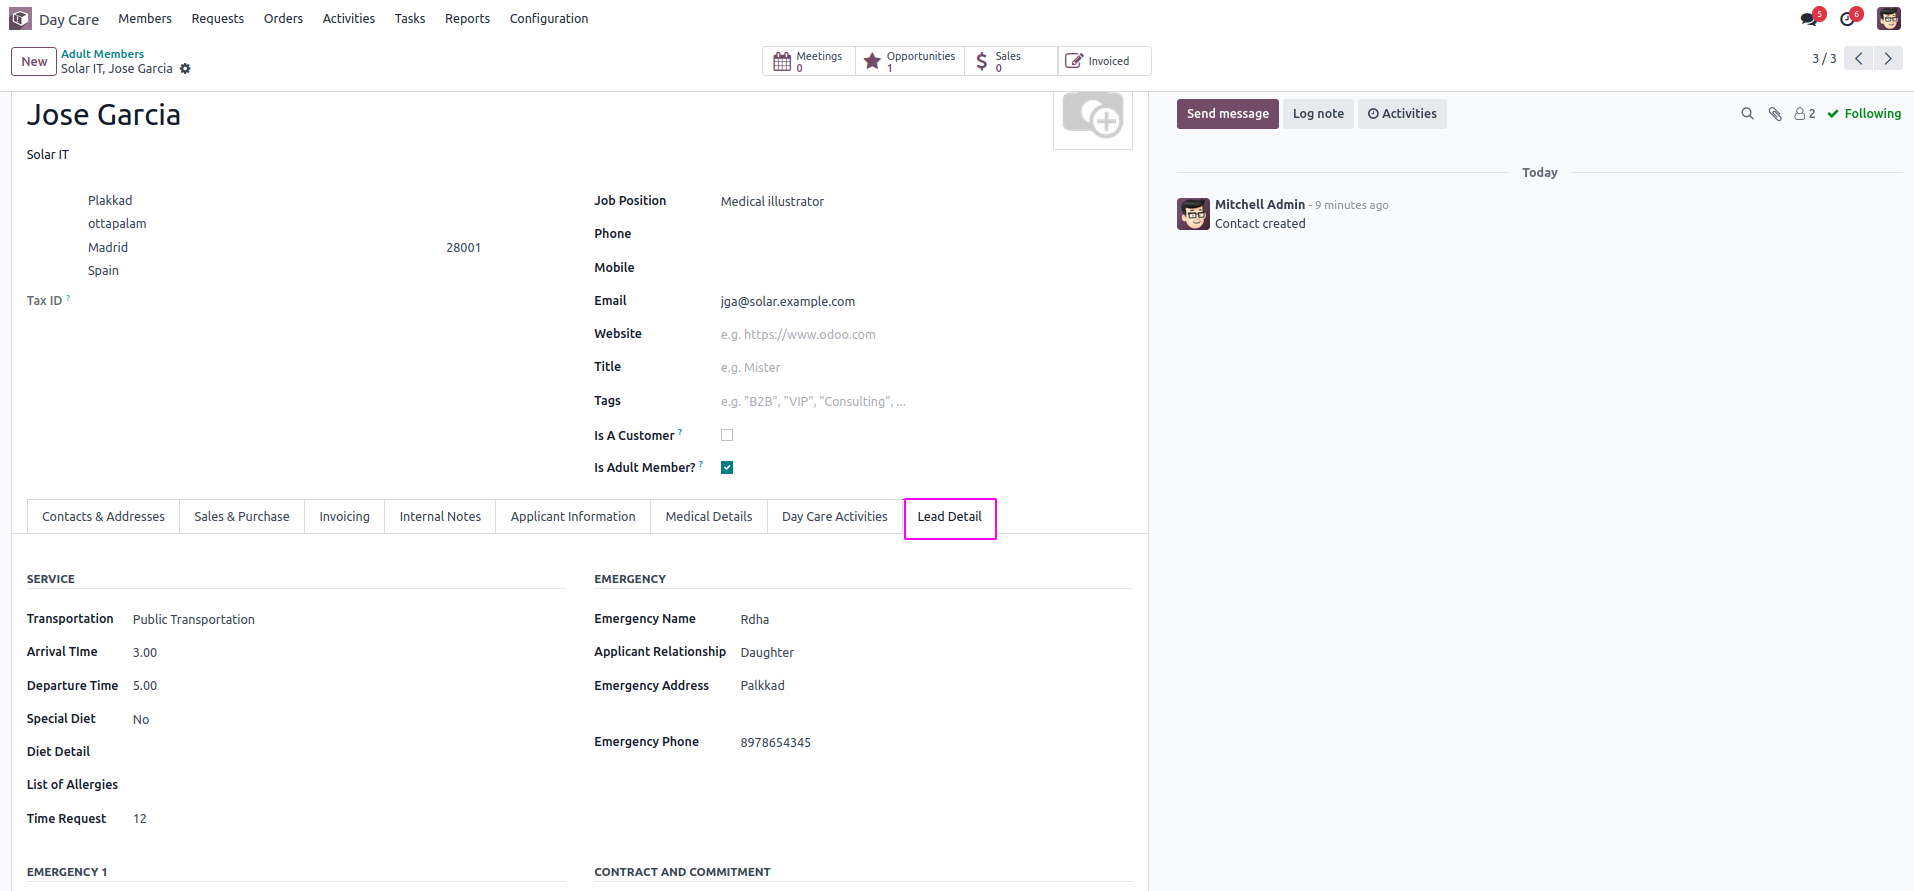 Day Care Members Requests Orders Activities Tasks Reports Configuration 5 6
New Adult Members
Solar IT, Jose Garcia
Meetings 0 Opportunities 1 Sales 0 Invoiced
3 / 3
Jose Garcia
Solar IT
Plakkad
ottapalam
Madrid 28001
Spain
Tax ID ?
Job Position Medical illustrator
Phone
Mobile
Email jga@solar.example.com
Website e.g. https://www.odoo.com
Title e.g. Mister
Tags e.g. "B2B", "VIP", "Consulting", ...
Is A Customer ?
Is Adult Member? ?
Send message Log note Activities 2 Following
Today
Mitchell Admin - 9 minutes ago
Contact created
Contacts & Addresses Sales & Purchase Invoicing Internal Notes Applicant Information Medical Details Day Care Activities Lead Detail
SERVICE
Transportation Public Transportation
Arrival TIme 3.00
Departure Time 5.00
Special Diet No
Diet Detail
List of Allergies
Time Request 12
EMERGENCY
Emergency Name Rdha
Applicant Relationship Daughter
Emergency Address Palkkad
Emergency Phone 8978654345
EMERGENCY 1
CONTRACT AND COMMITMENT